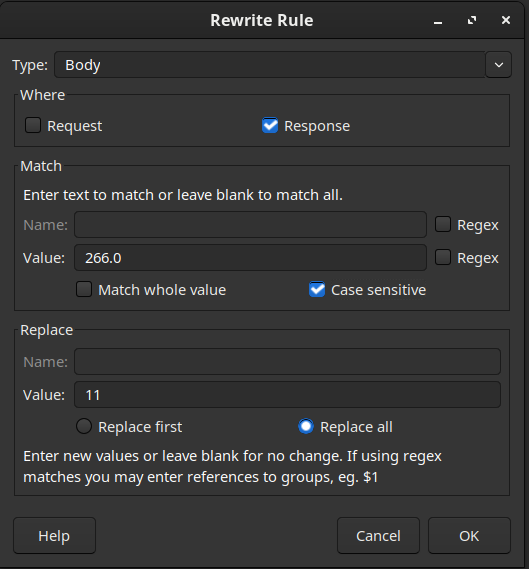 Rewrite Rule
Type: Body
Where
Request Response
Match
Enter text to match or leave blank to match all.
Name: Regex
Value: 266.0 Regex
Match whole value Case sensitive
Replace
Name:
Value: 11
Replace first Replace all
Enter new values or leave blank for no change. If using regex
matches you may enter references to groups, eg. $1
Help Cancel OK